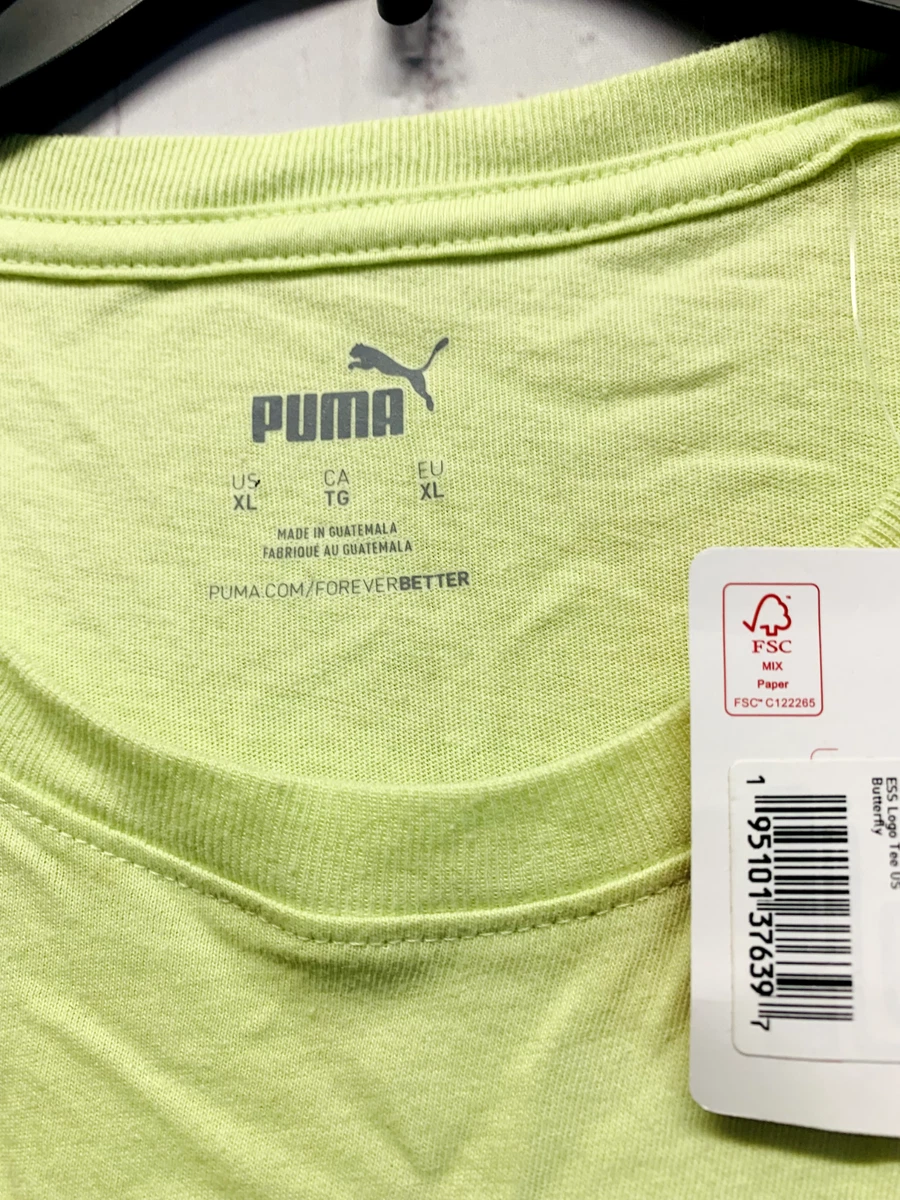 PUMA
US CA EU
XL TG XL
MADE IN GUATEMALA
FABRIQUÉ AU GUATEMALA
PUMA.COM/FOREVERBETTER
FSC
MIX
Paper
FSC™ C122265
ESS Logo Tee US
Butterfly
1 95101 37639 7